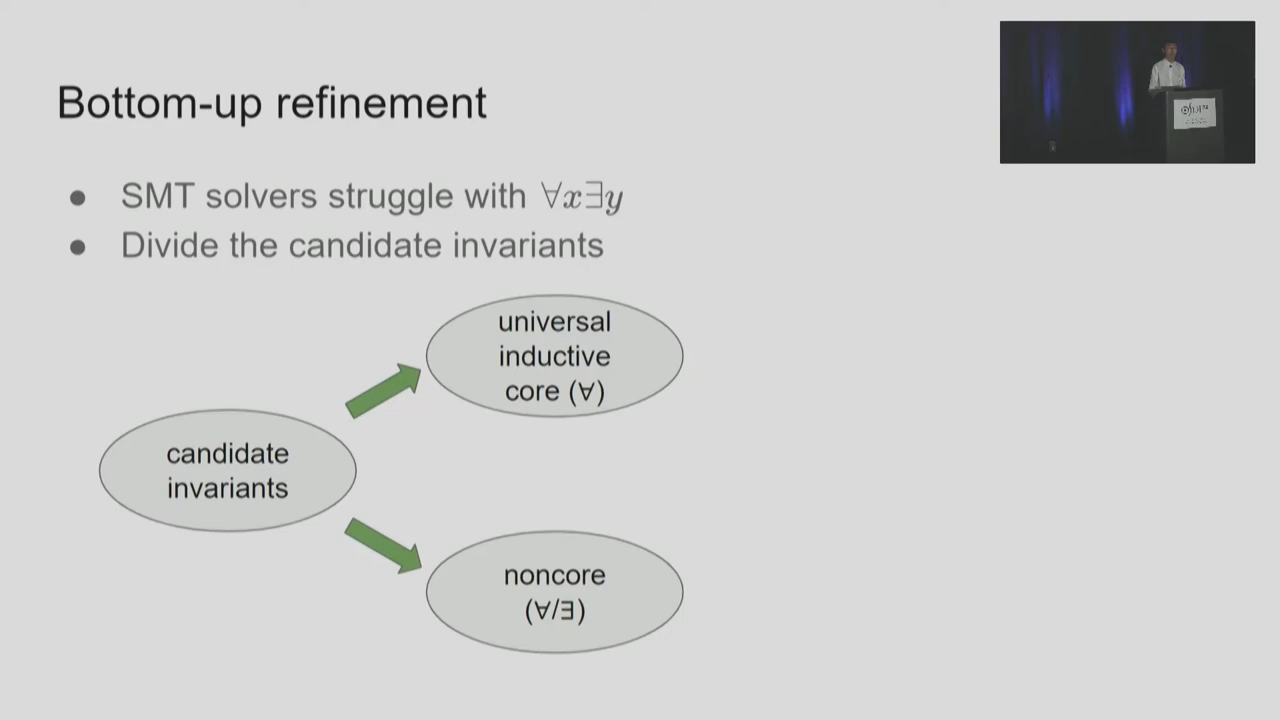 Bottom-up refinement
● SMT solvers struggle with ∀x∃y
● Divide the candidate invariants
universal
inductive
core (∀)
candidate
invariants
noncore
(∀/∃)